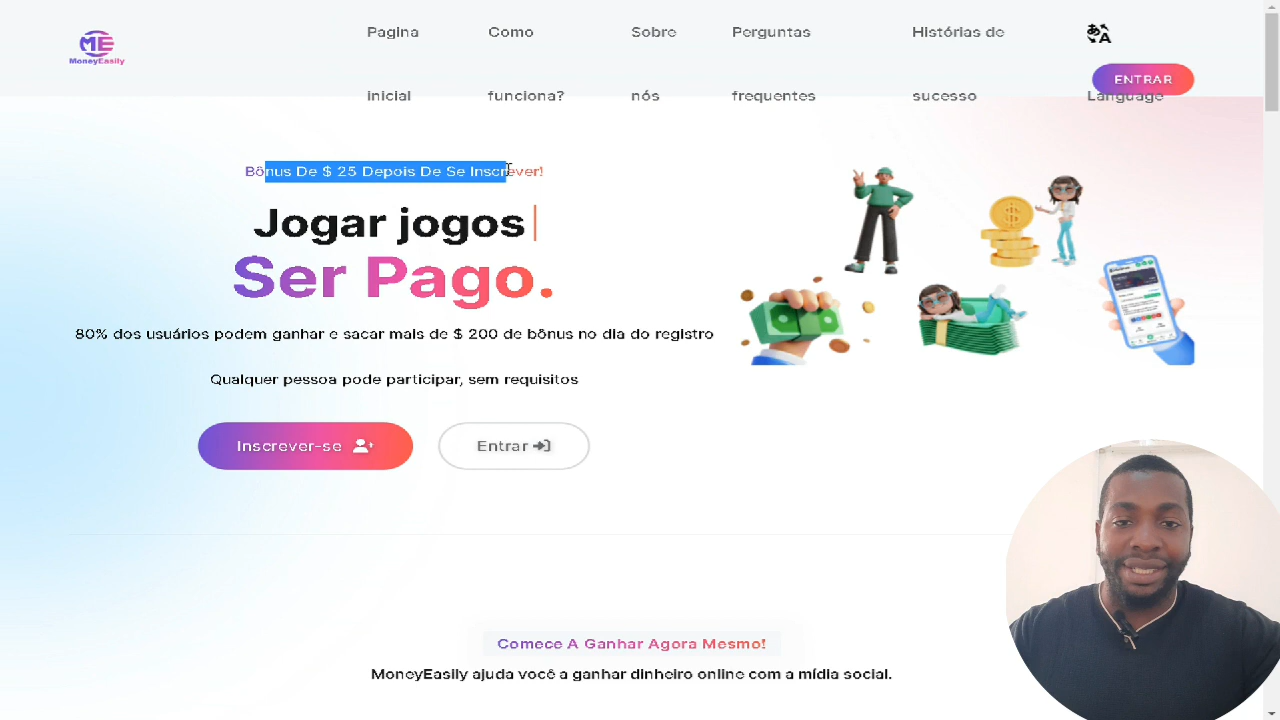 ME
MoneyEasily
Pagina inicial
Como funciona?
Sobre nós
Perguntas frequentes
Histórias de sucesso
Language
ENTRAR
Bônus De $ 25 Depois De Se Inscrever!
Jogar jogos
Ser Pago.
80% dos usuários podem ganhar e sacar mais de $ 200 de bônus no dia do registro
Qualquer pessoa pode participar, sem requisitos
Inscrever-se
Entrar
Comece A Ganhar Agora Mesmo!
MoneyEasily ajuda você a ganhar dinheiro online com a mídia social.